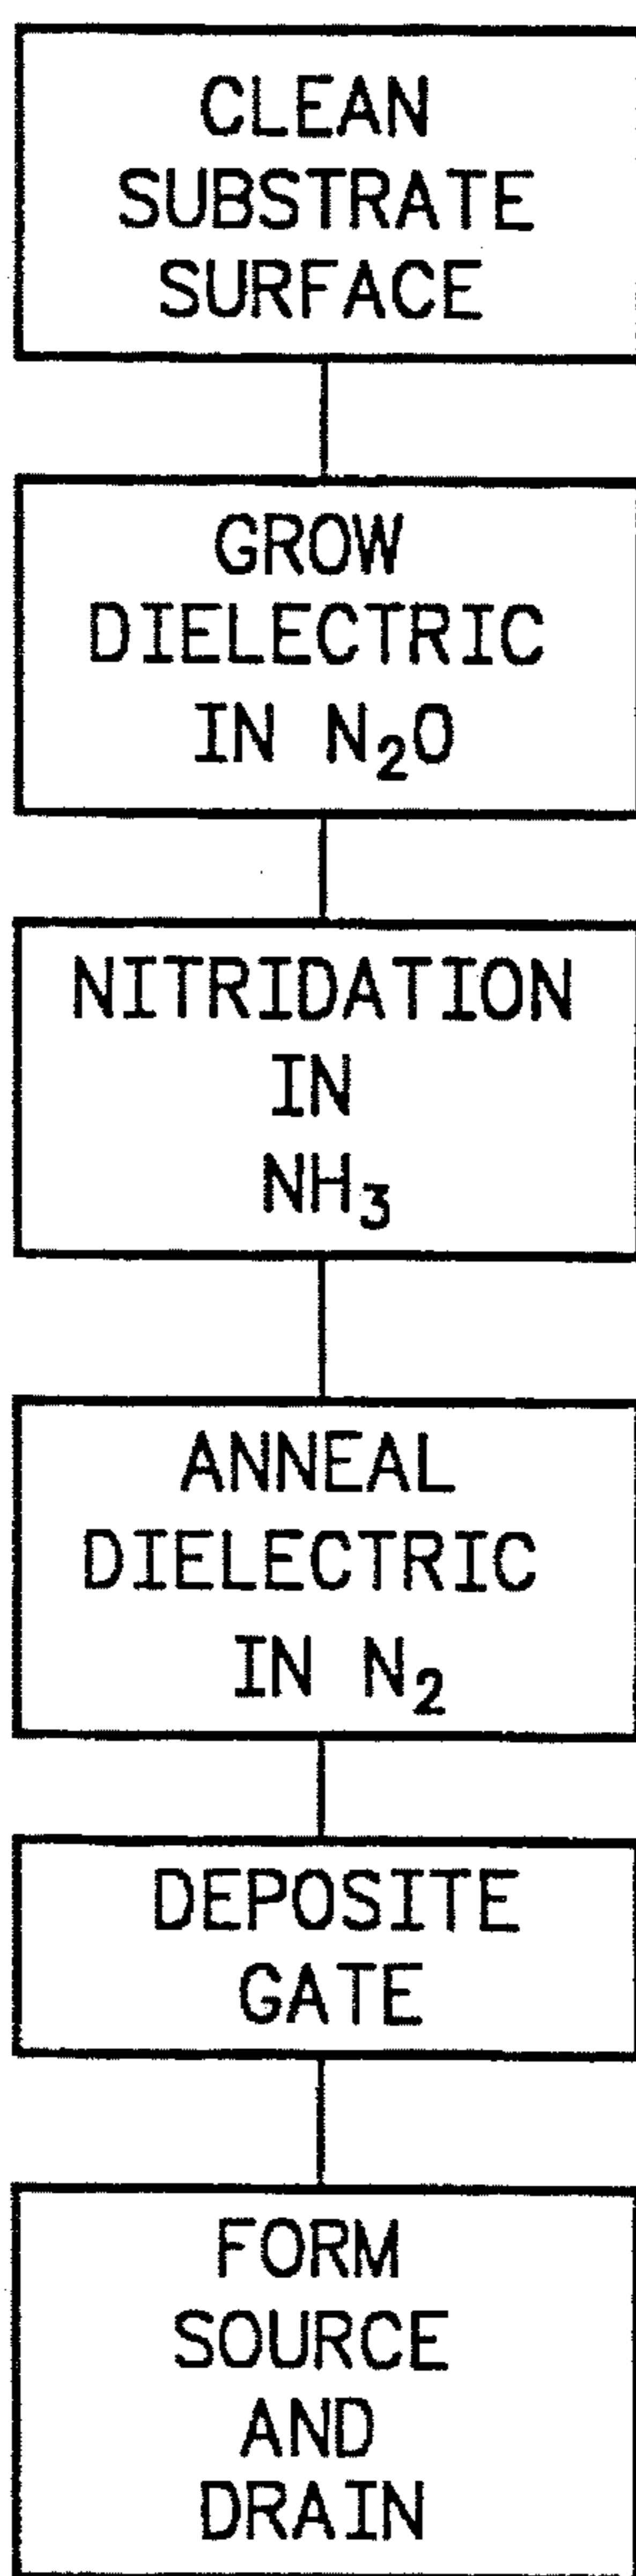 CLEAN
SUBSTRATE
SURFACE
GROW
DIELECTRIC
IN N₂O
NITRIDATION
IN
NH₃
ANNEAL
DIELECTRIC
IN N₂
DEPOSITE
GATE
FORM
SOURCE
AND
DRAIN